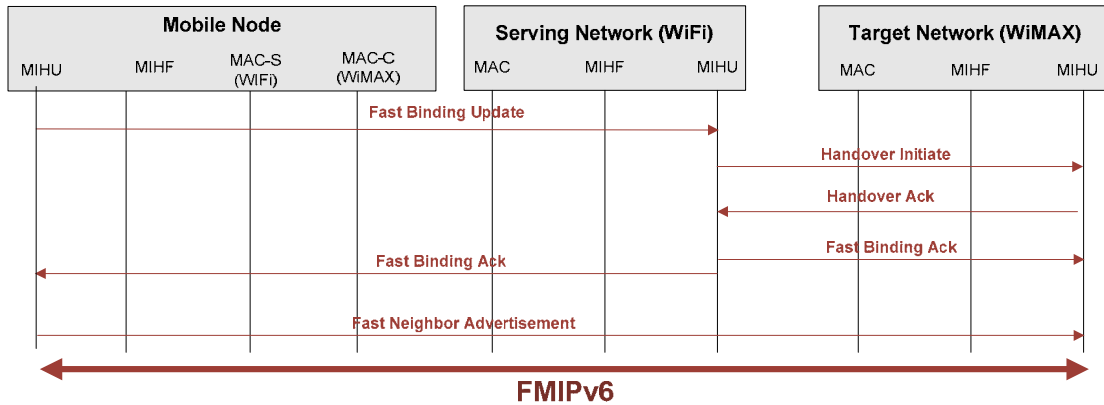 Mobile Node
Serving Network (WiFi)
Target Network (WiMAX)
MIHU
MIHF
MAC-S
(WIFi)
MAC-C
(WiMAX)
MAC
MIHF
MIHU
MAC
MIHF
MIHU
Fast Binding Update
Handover Initiate
Handover Ack
Fast Binding Ack
Fast Binding Ack
Fast Neighbor Advertisement
FMIPv6